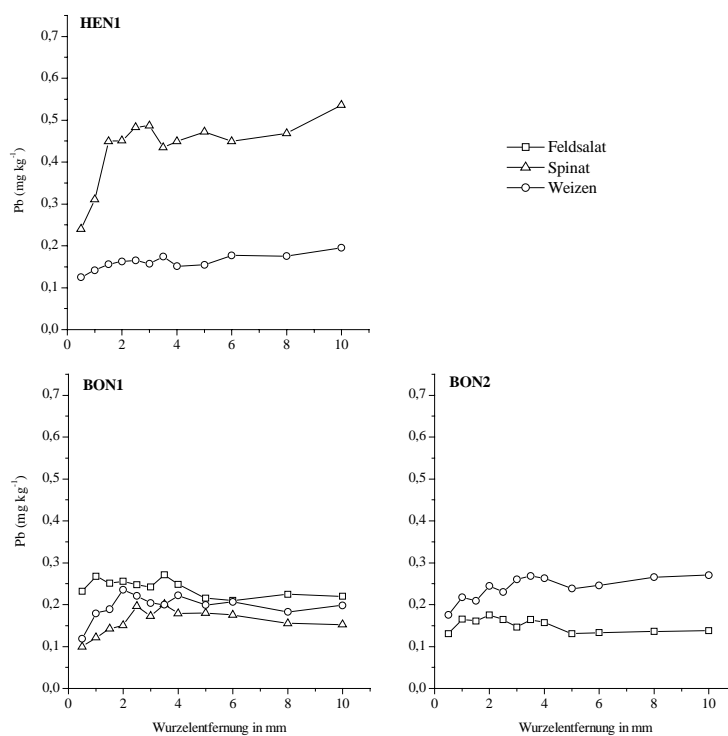 HEN1
0,7
0,6
0,5
0,4
0,3
0,2
0,1
0,0
Pb (mg kg⁻¹)
0 2 4 6 8 10
Feldsalat
Spinat
Weizen
BON1
0,7
0,6
0,5
0,4
0,3
0,2
0,1
0,0
Pb (mg kg⁻¹)
0 2 4 6 8 10
Wurzelentfernung in mm
BON2
0,7
0,6
0,5
0,4
0,3
0,2
0,1
0,0
0 2 4 6 8 10
Wurzelentfernung in mm